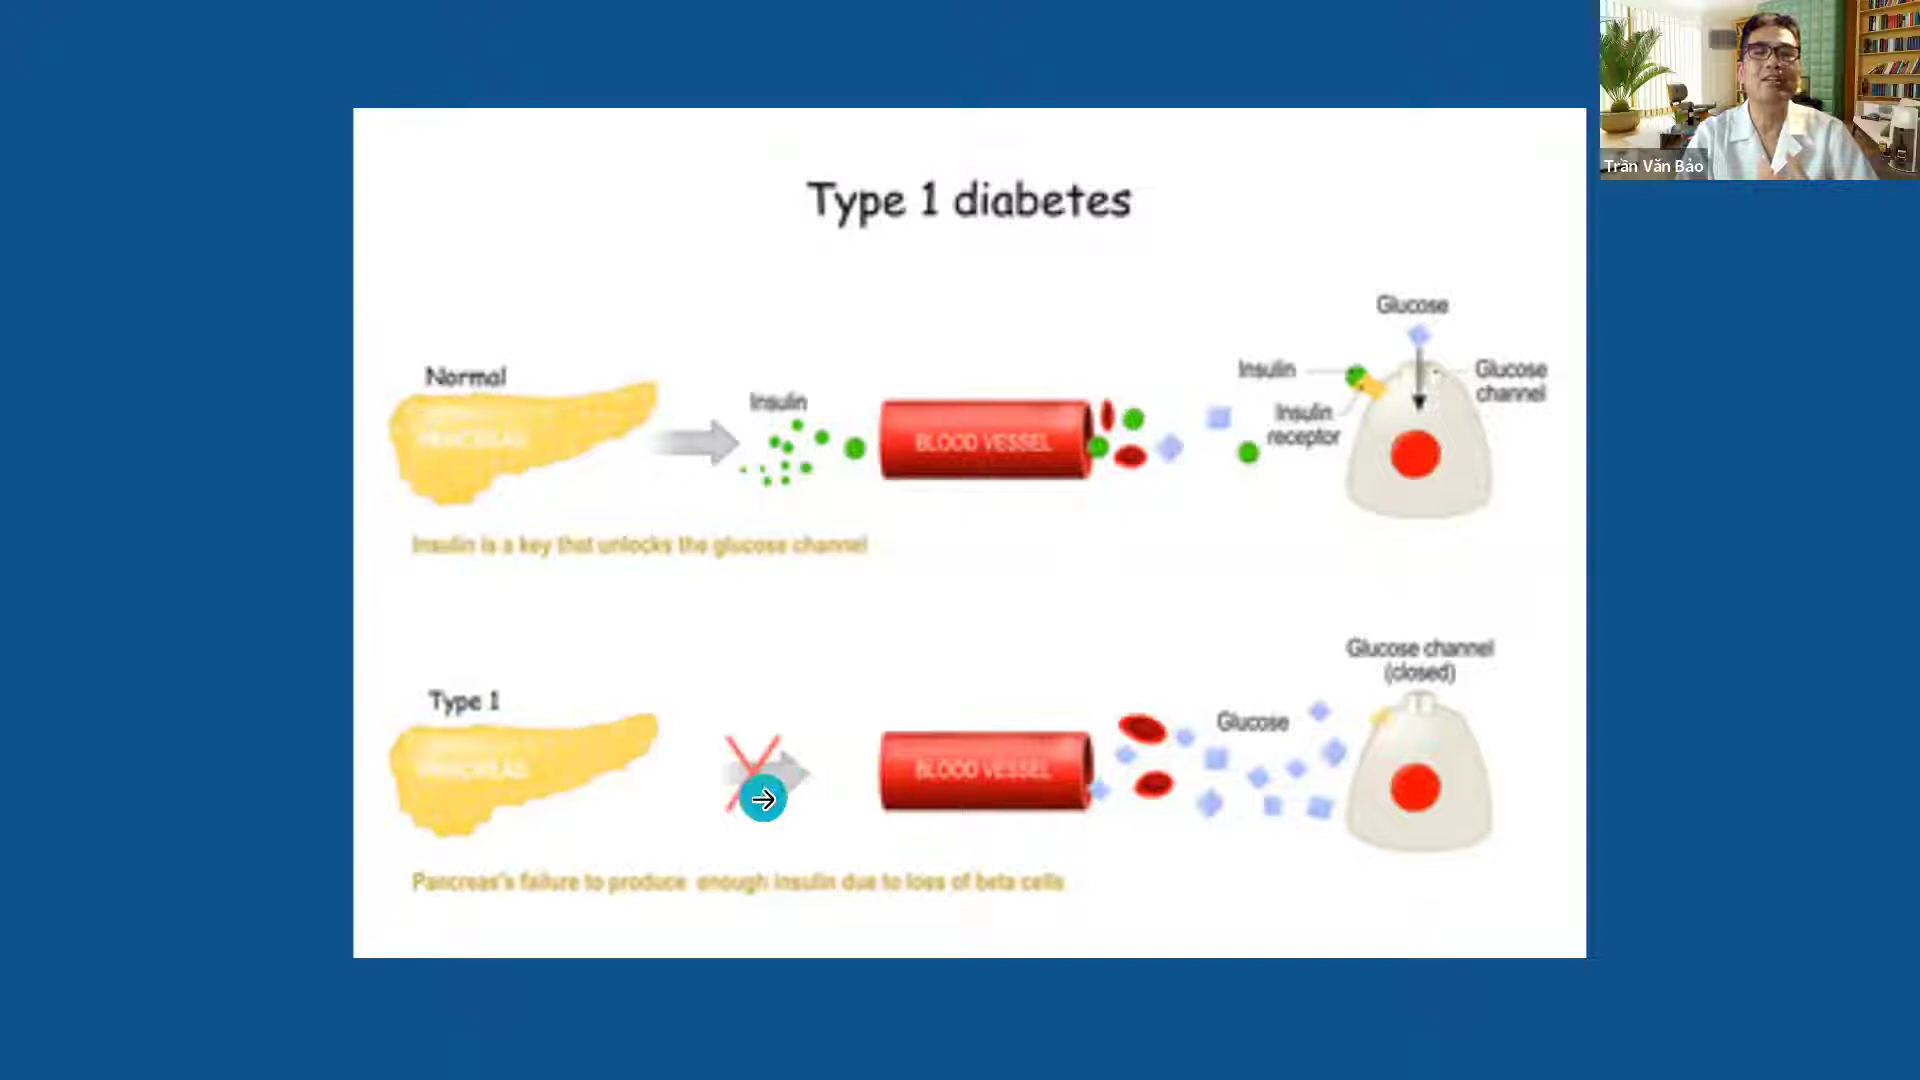 Trần Văn Bảo
Type 1 diabetes
Glucose
Normal
Insulin
Glucose
channel
Insulin
Insulin
receptor
PANCREAS
BLOOD VESSEL
Insulin is a key that unlocks the glucose channel
Glucose channel
(closed)
Type 1
Glucose
PANCREAS
BLOOD VESSEL
Pancreas's failure to produce enough insulin due to loss of beta cells